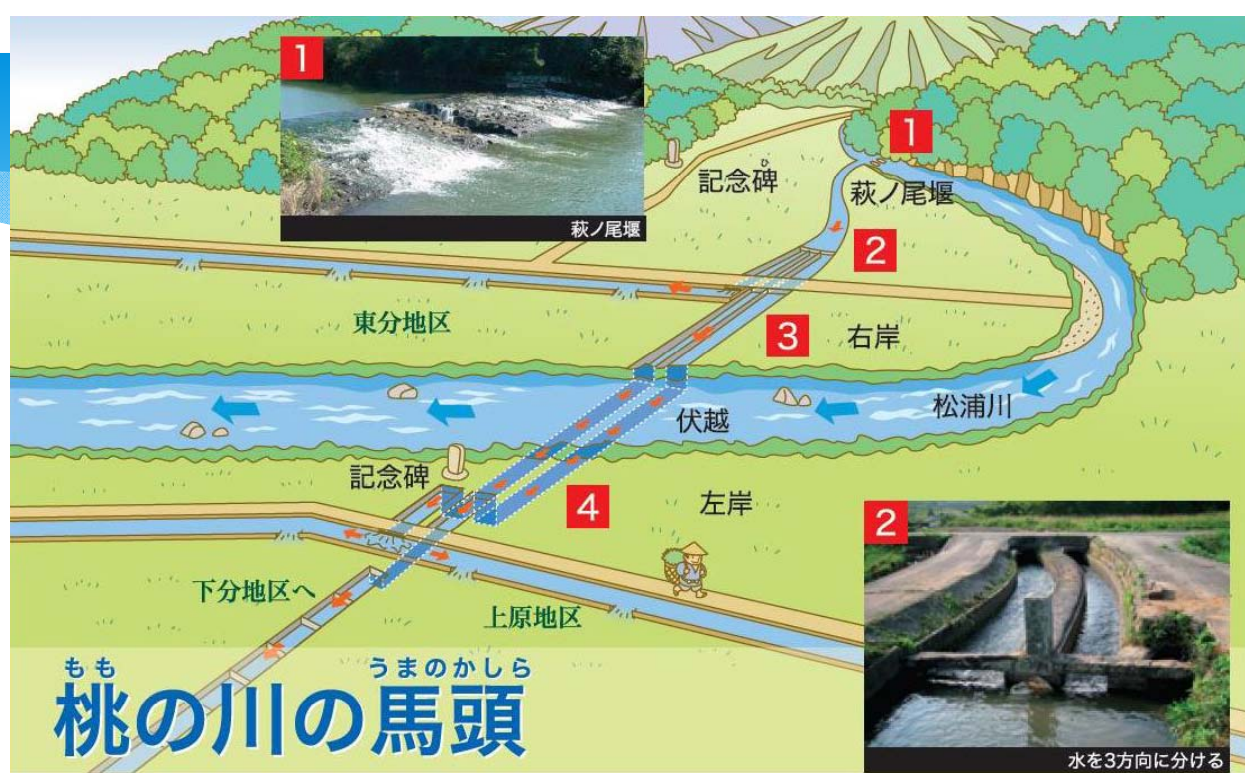 1
萩ノ尾堰
1
記念碑
ひ
萩ノ尾堰
2
東分地区
3
右岸
伏越
松浦川
記念碑
4
左岸
下分地区へ
上原地区
2
水を3方向に分ける
もも うまのかしら
桃の川の馬頭